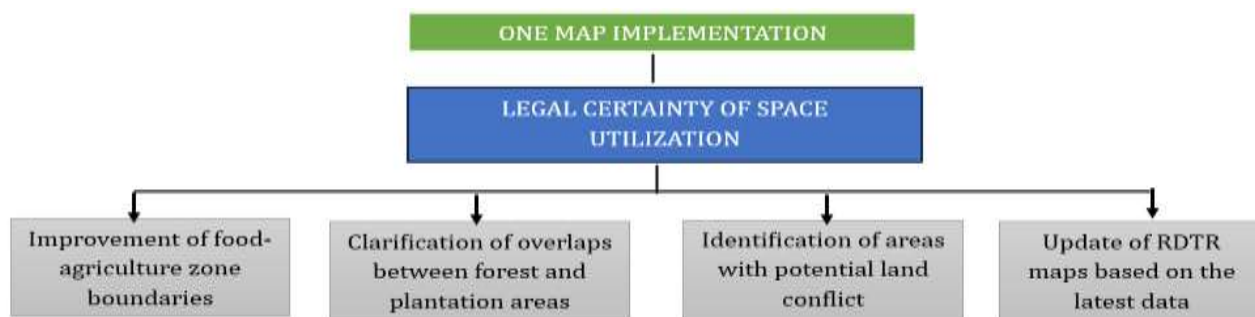 ONE MAP IMPLEMENTATION
LEGAL CERTAINTY OF SPACE
UTILIZATION
Improvement of food-
agriculture zone
boundaries
Clarification of overlaps
between forest and
plantation areas
Identification of areas
with potential land
conflict
Update of RDTR
maps based on the
latest data